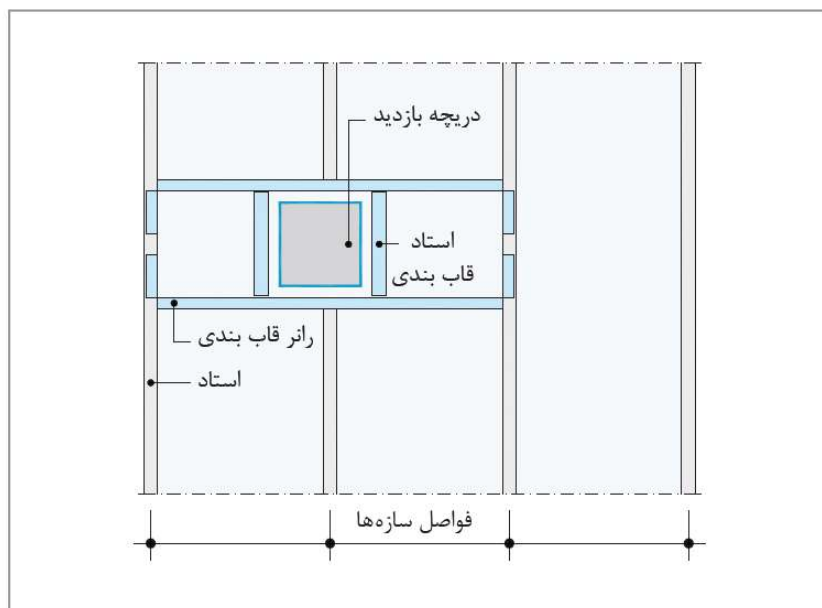 دریچه بازدید
استاد
قاب بندی
رانر قاب بندی
استاد
فواصل سازه‌ها